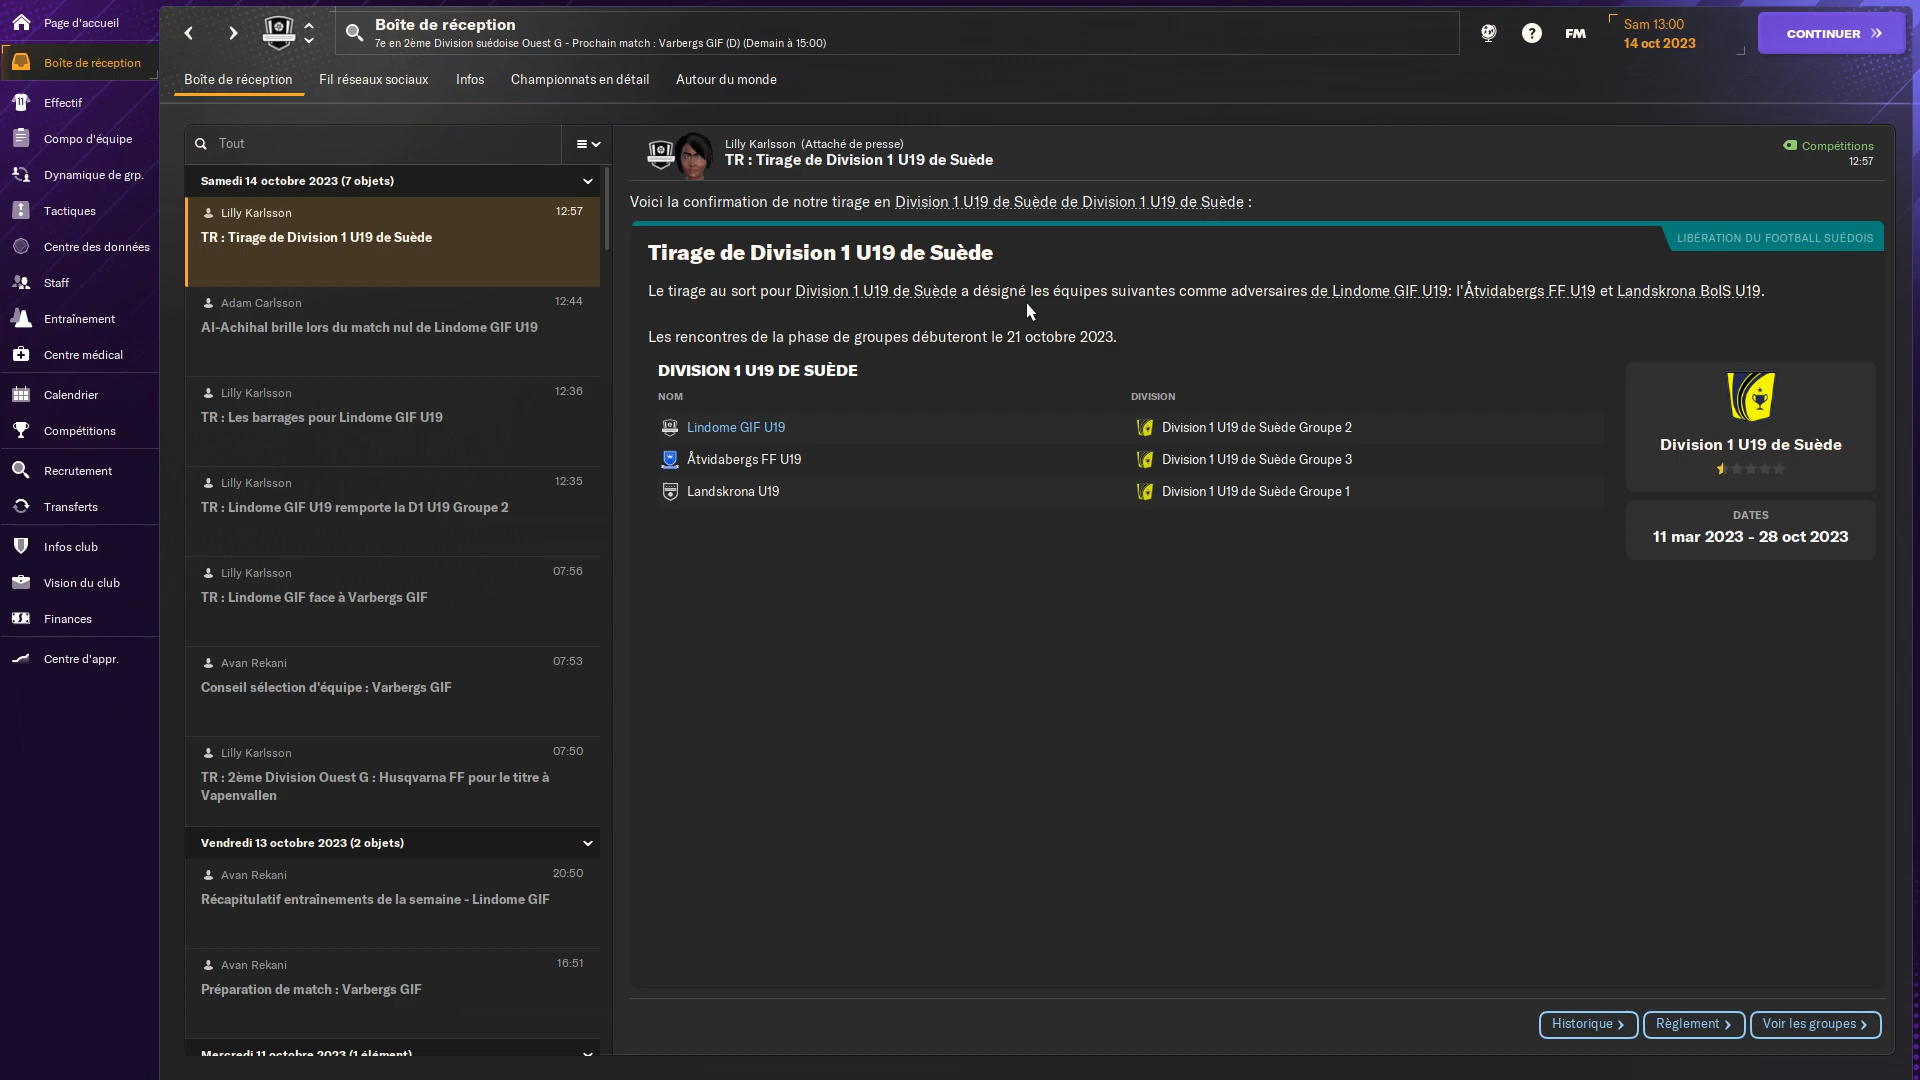 Page d'accueil
Boîte de réception
Effectif
Compo d'équipe
Dynamique de grp.
Tactiques
Centre des données
Staff
Entraînement
Centre médical
Calendrier
Compétitions
Recrutement
Transferts
Infos club
Vision du club
Finances
Centre d'appr.
Boîte de réception
7e en 2ème Division suédoise Ouest G - Prochain match : Varbergs GIF (D) (Demain à 15:00)
FM
Sam 13:00
14 oct 2023
CONTINUER
Boîte de réception Fil réseaux sociaux Infos Championnats en détail Autour du monde
Tout
Samedi 14 octobre 2023 (7 objets)
Lilly Karlsson 12:57
TR : Tirage de Division 1 U19 de Suède
Adam Carlsson 12:44
Al-Achihal brille lors du match nul de Lindome GIF U19
Lilly Karlsson 12:36
TR : Les barrages pour Lindome GIF U19
Lilly Karlsson 12:35
TR : Lindome GIF U19 remporte la D1 U19 Groupe 2
Lilly Karlsson 07:56
TR : Lindome GIF face à Varbergs GIF
Avan Rekani 07:53
Conseil sélection d'équipe : Varbergs GIF
Lilly Karlsson 07:50
TR : 2ème Division Ouest G : Husqvarna FF pour le titre à
Vapenvallen
Vendredi 13 octobre 2023 (2 objets)
Avan Rekani 20:50
Récapitulatif entraînements de la semaine - Lindome GIF
Avan Rekani 16:51
Préparation de match : Varbergs GIF
Mercredi 11 octobre 2023 (1 élément)
Lilly Karlsson (Attaché de presse)
TR : Tirage de Division 1 U19 de Suède
Compétitions
12:57
Voici la confirmation de notre tirage en Division 1 U19 de Suède de Division 1 U19 de Suède :
LIBÉRATION DU FOOTBALL SUÉDOIS
Tirage de Division 1 U19 de Suède
Le tirage au sort pour Division 1 U19 de Suède a désigné les équipes suivantes comme adversaires de Lindome GIF U19: l'Åtvidabergs FF U19 et Landskrona BoIS U19.
Les rencontres de la phase de groupes débuteront le 21 octobre 2023.
DIVISION 1 U19 DE SUÈDE
NOM DIVISION
Lindome GIF U19 Division 1 U19 de Suède Groupe 2
Åtvidabergs FF U19 Division 1 U19 de Suède Groupe 3
Landskrona U19 Division 1 U19 de Suède Groupe 1
Division 1 U19 de Suède
DATES
11 mar 2023 - 28 oct 2023
Historique
Règlement
Voir les groupes